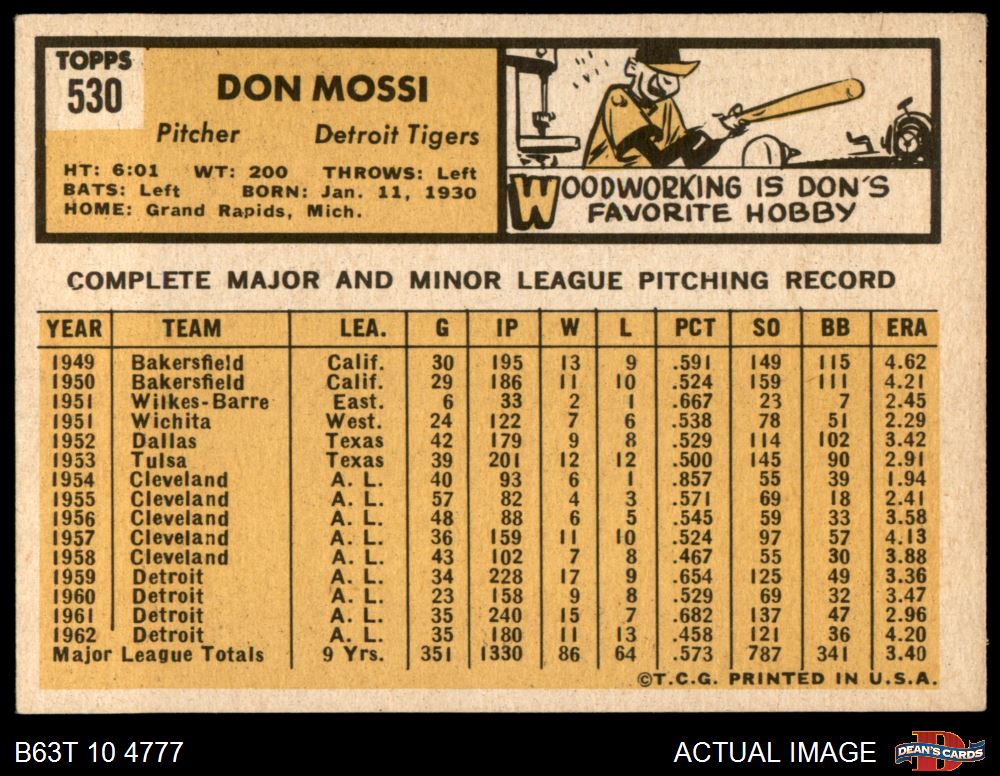 TOPPS
530
DON MOSSI
Pitcher Detroit Tigers
HT: 6:01 WT: 200 THROWS: Left
BATS: Left BORN: Jan. 11, 1930
HOME: Grand Rapids, Mich.
WOODWORKING IS DON'S
FAVORITE HOBBY
COMPLETE MAJOR AND MINOR LEAGUE PITCHING RECORD
YEAR TEAM LEA. G IP W L PCT SO BB ERA
1949 Bakersfield Calif. 30 195 13 9 .591 149 115 4.62
1950 Bakersfield Calif. 29 186 11 10 .524 159 111 4.21
1951 Wilkes-Barre East. 6 33 2 1 .667 23 7 2.45
1951 Wichita West. 24 122 7 6 .538 78 51 2.29
1952 Dallas Texas 42 179 9 8 .529 114 102 3.42
1953 Tulsa Texas 39 201 12 12 .500 145 90 2.91
1954 Cleveland A. L. 40 93 6 1 .857 55 39 1.94
1955 Cleveland A. L. 57 82 4 3 .571 69 18 2.41
1956 Cleveland A. L. 48 88 6 5 .545 59 33 3.58
1957 Cleveland A. L. 36 159 11 10 .524 97 57 4.13
1958 Cleveland A. L. 43 102 7 8 .467 55 30 3.88
1959 Detroit A. L. 34 228 17 9 .654 125 49 3.36
1960 Detroit A. L. 23 158 9 8 .529 69 32 3.47
1961 Detroit A. L. 35 240 15 7 .682 137 47 2.96
1962 Detroit A. L. 35 180 11 13 .458 121 36 4.20
Major League Totals 9 Yrs. 351 1330 86 64 .573 787 341 3.40
©T.C.G. PRINTED IN U.S.A.
B63T 10 4777 ACTUAL IMAGE DEAN'S CARDS